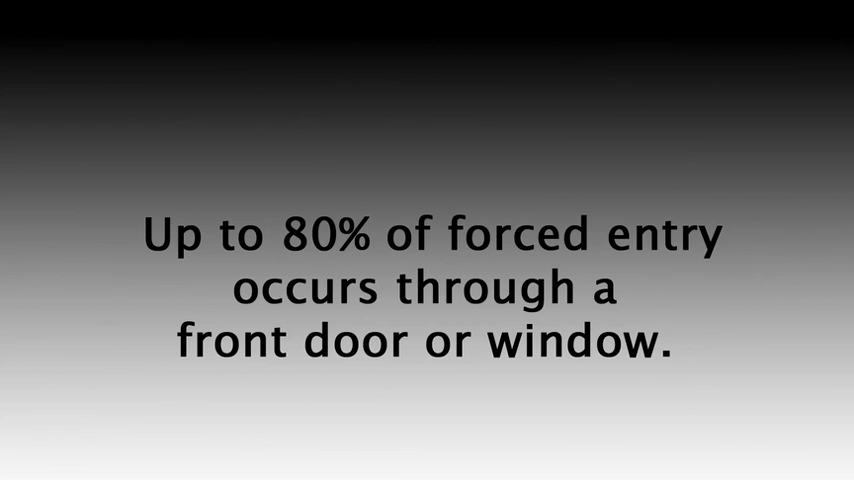 Up to 80% of forced entry
occurs through a
front door or window.